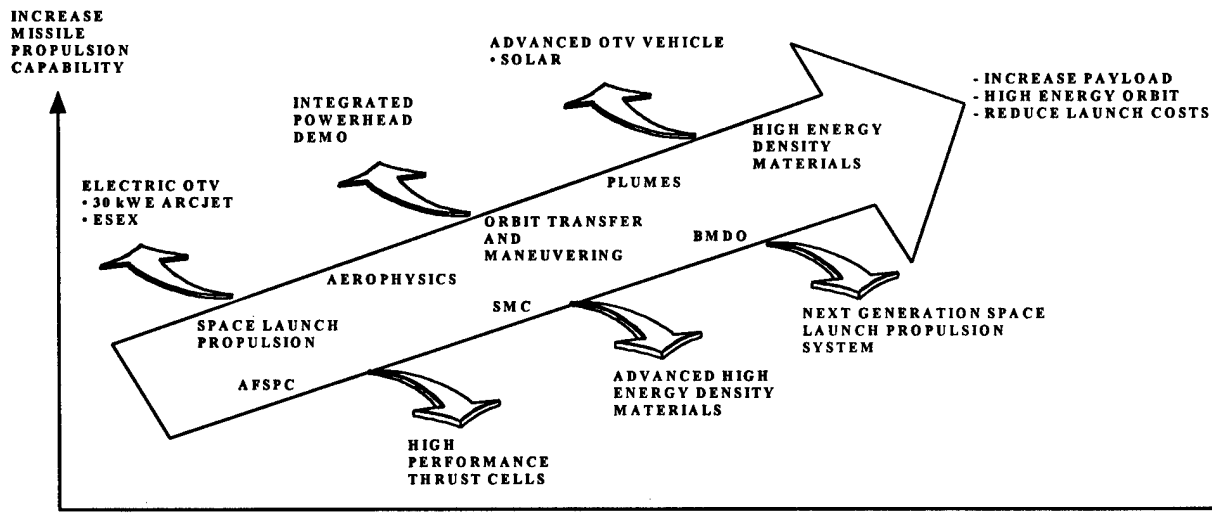 INCREASE
MISSILE
PROPULSION
CAPABILITY
ADVANCED OTV VEHICLE
• SOLAR
- INCREASE PAYLOAD
- HIGH ENERGY ORBIT
- REDUCE LAUNCH COSTS
INTEGRATED
POWERHEAD
DEMO
HIGH ENERGY
DENSITY
MATERIALS
ELECTRIC OTV
• 30 kWE ARCJET
• ESEX
PLUMES
ORBIT TRANSFER
AND
MANEUVERING
BMDO
AEROPHYSICS
SPACE LAUNCH
PROPULSION
SMC
NEXT GENERATION SPACE
LAUNCH PROPULSION
SYSTEM
AFSPC
ADVANCED HIGH
ENERGY DENSITY
MATERIALS
HIGH
PERFORMANCE
THRUST CELLS